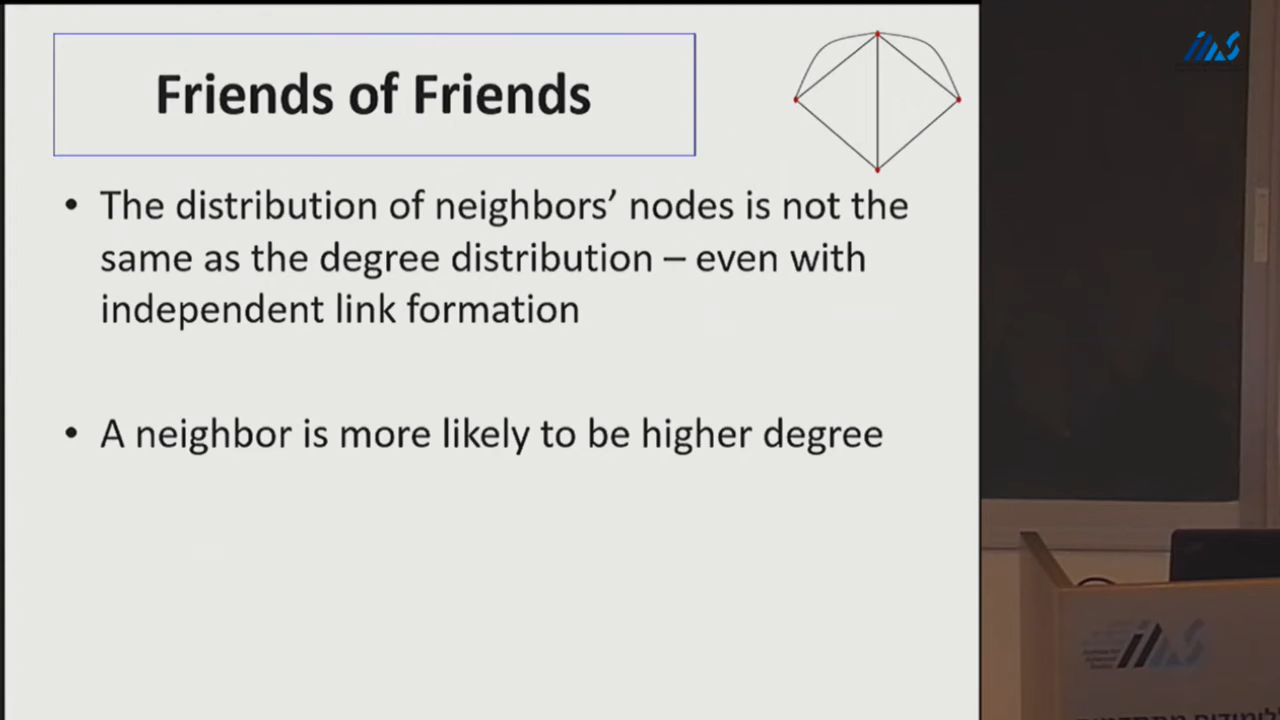 Friends of Friends
• The distribution of neighbors’ nodes is not the
same as the degree distribution – even with
independent link formation
• A neighbor is more likely to be higher degree